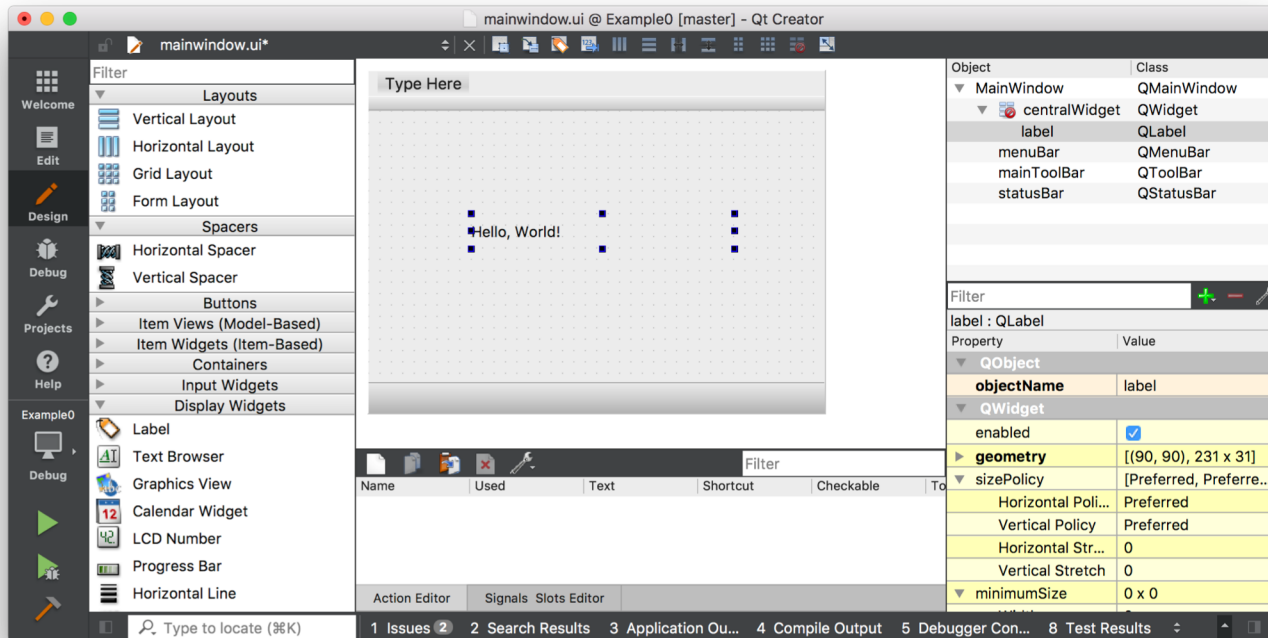 mainwindow.ui @ Example0 [master] - Qt Creator
mainwindow.ui*
Welcome
Edit
Design
Debug
Projects
Help
Example0
Debug
Filter
Layouts
Vertical Layout
Horizontal Layout
Grid Layout
Form Layout
Spacers
Horizontal Spacer
Vertical Spacer
Buttons
Item Views (Model-Based)
Item Widgets (Item-Based)
Containers
Input Widgets
Display Widgets
Label
AI Text Browser
Graphics View
12 Calendar Widget
42 LCD Number
Progress Bar
Horizontal Line
Type Here
Hello, World!
Filter
Name Used Text Shortcut Checkable To
Action Editor Signals Slots Editor
Object Class
MainWindow QMainWindow
centralWidget QWidget
label QLabel
menuBar QMenuBar
mainToolBar QToolBar
statusBar QStatusBar
Filter
label : QLabel
Property Value
QObject
objectName label
QWidget
enabled
geometry [(90, 90), 231 x 31]
sizePolicy [Preferred, Preferre...
Horizontal Poli... Preferred
Vertical Policy Preferred
Horizontal Str... 0
Vertical Stretch 0
minimumSize 0 x 0
Type to locate (⌘K)
1 Issues 2 2 Search Results 3 Application Ou... 4 Compile Output 5 Debugger Con... 8 Test Results